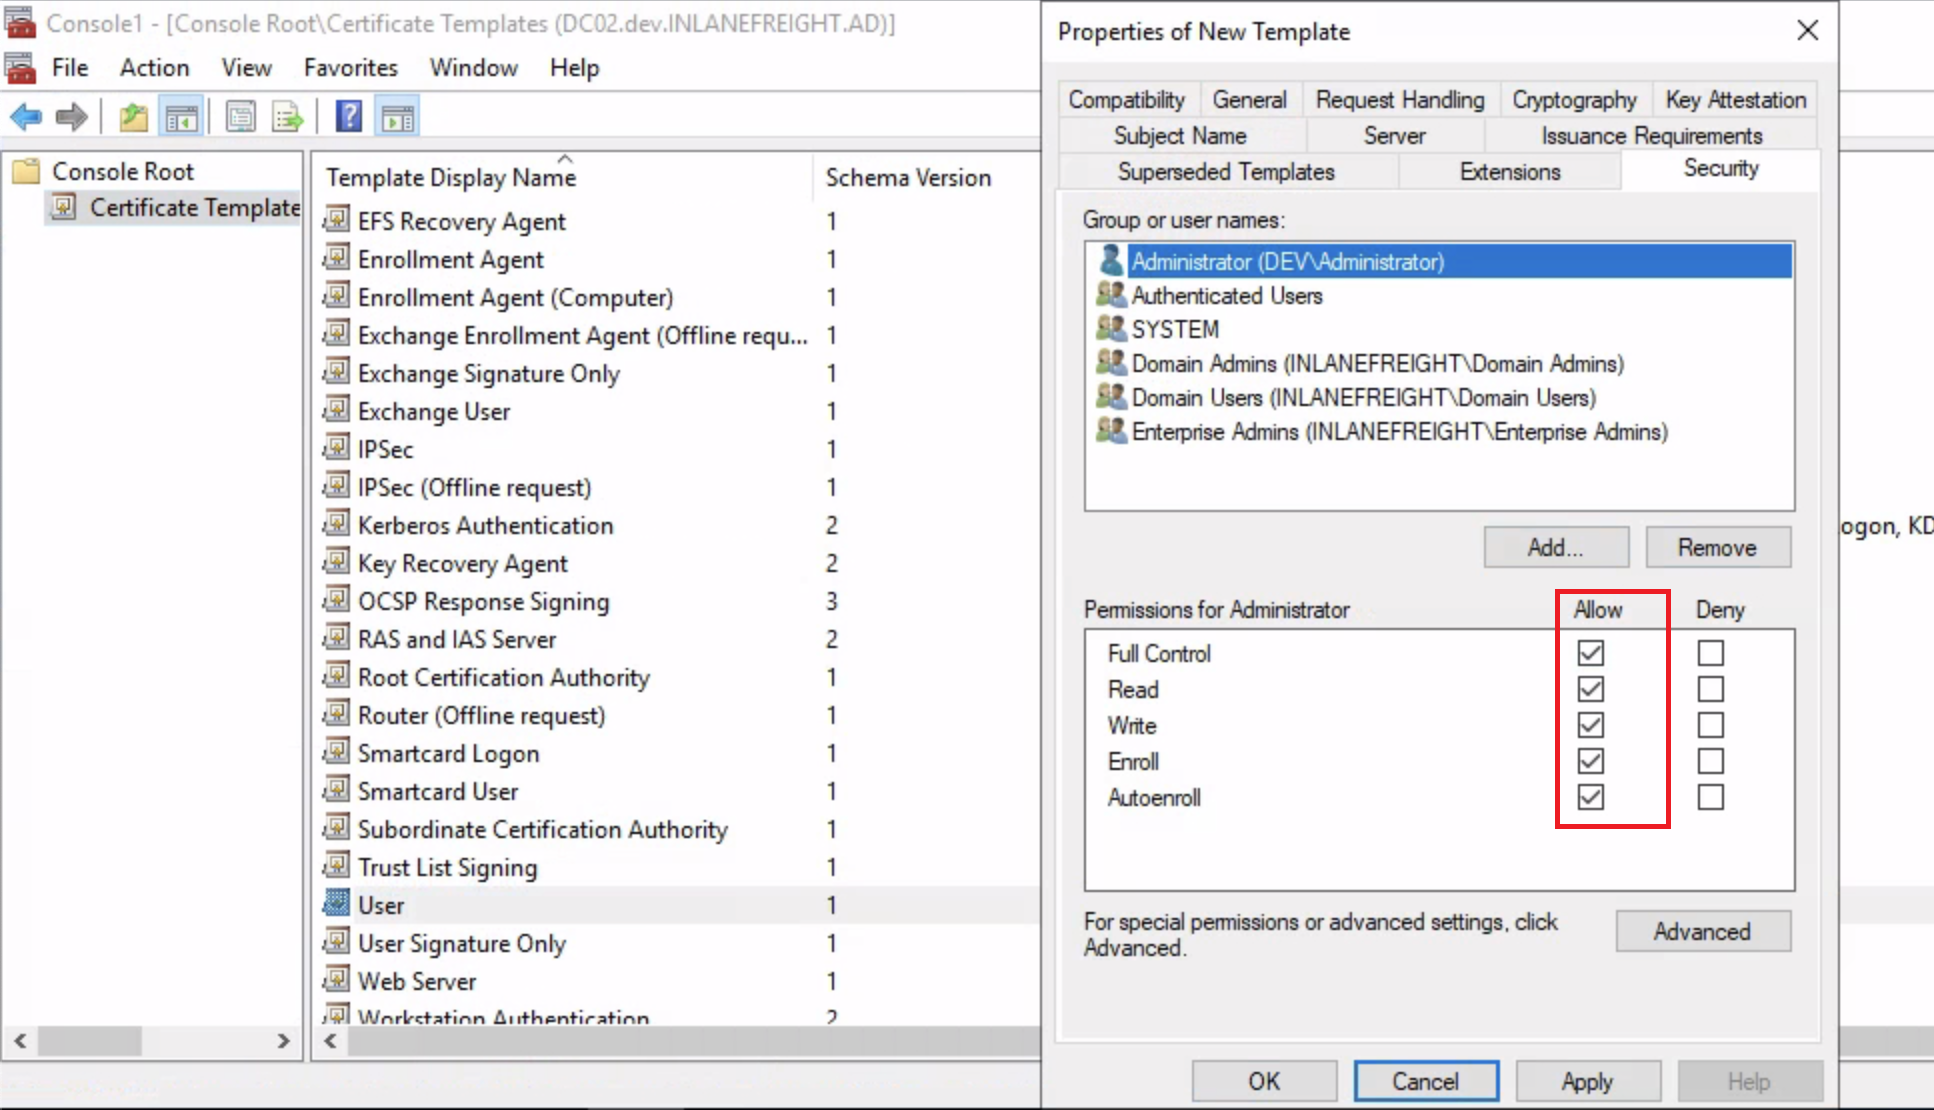 Console1 - [Console Root\Certificate Templates (DC02.dev.INLANEFREIGHT.AD)]
File Action View Favorites Window Help
Console Root
Certificate Template
Template Display Name Schema Version
EFS Recovery Agent 1
Enrollment Agent 1
Enrollment Agent (Computer) 1
Exchange Enrollment Agent (Offline requ... 1
Exchange Signature Only 1
Exchange User 1
IPSec 1
IPSec (Offline request) 1
Kerberos Authentication 2
Key Recovery Agent 2
OCSP Response Signing 3
RAS and IAS Server 2
Root Certification Authority 1
Router (Offline request) 1
Smartcard Logon 1
Smartcard User 1
Subordinate Certification Authority 1
Trust List Signing 1
User 1
User Signature Only 1
Web Server 1
Workstation Authentication 2
ogon, KD
Properties of New Template
Compatibility General Request Handling Cryptography Key Attestation
Subject Name Server Issuance Requirements
Superseded Templates Extensions Security
Group or user names:
Administrator (DEV\Administrator)
Authenticated Users
SYSTEM
Domain Admins (INLANEFREIGHT\Domain Admins)
Domain Users (INLANEFREIGHT\Domain Users)
Enterprise Admins (INLANEFREIGHT\Enterprise Admins)
Add... Remove
Permissions for Administrator Allow Deny
Full Control
Read
Write
Enroll
Autoenroll
For special permissions or advanced settings, click
Advanced.
Advanced
OK Cancel Apply Help